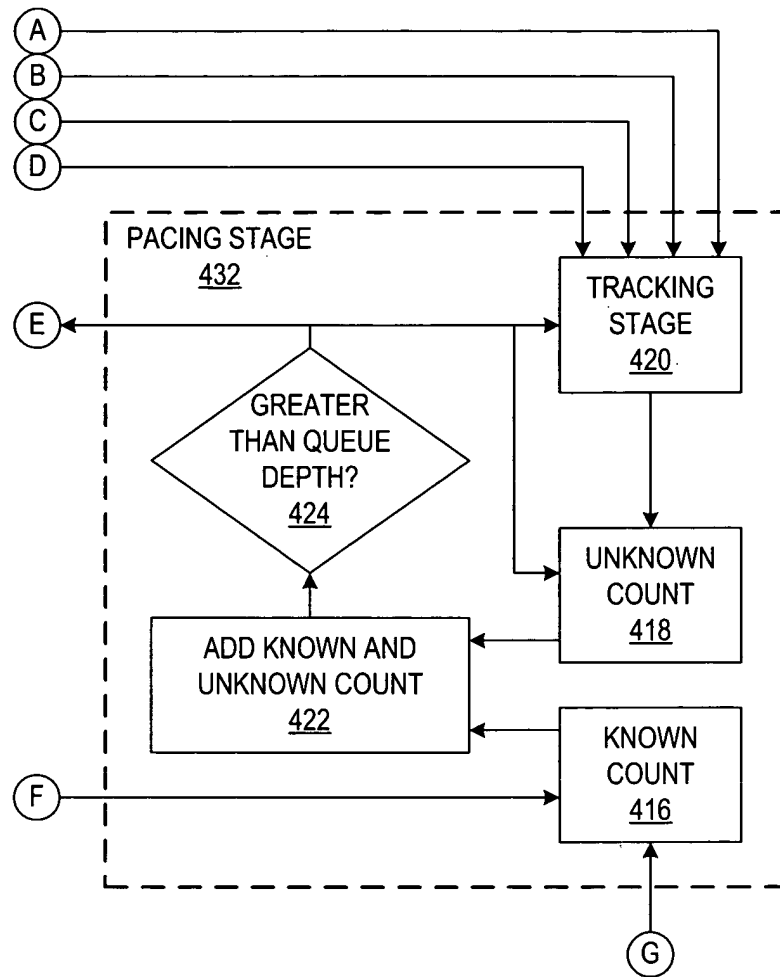 A
B
C
D
PACING STAGE
432
TRACKING
STAGE
420
E
GREATER
THAN QUEUE
DEPTH?
424
UNKNOWN
COUNT
418
ADD KNOWN AND
UNKNOWN COUNT
422
KNOWN
COUNT
416
F
G